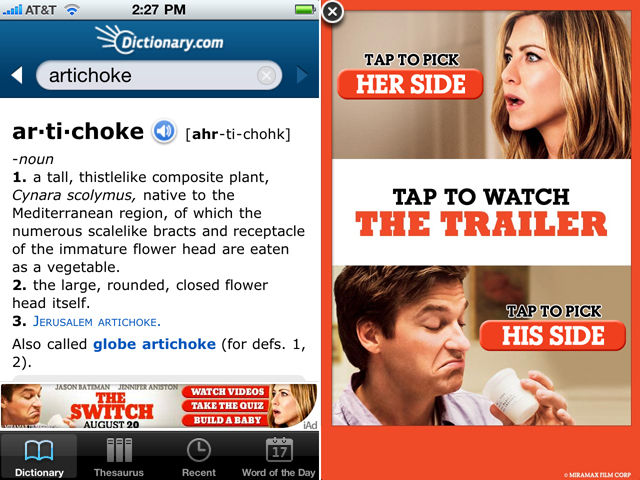 AT&T 2:27 PM
Dictionary.com
artichoke
ar·ti·choke [ahr-ti-chohk]
-noun
1. a tall, thistlelike composite plant,
Cynara scolymus, native to the
Mediterranean region, of which the
numerous scalelike bracts and receptacle
of the immature flower head are eaten
as a vegetable.
2. the large, rounded, closed flower
head itself.
3. JERUSALEM ARTICHOKE.
Also called globe artichoke (for defs. 1,
2).
JASON BATEMAN JENNIFER ANISTON
THE
SWITCH
AUGUST 20
WATCH VIDEOS
TAKE THE QUIZ
BUILD A BABY
iAd
Dictionary
Thesaurus
Recent
17
Word of the Day
TAP TO PICK
HER SIDE
TAP TO WATCH
THE TRAILER
TAP TO PICK
HIS SIDE
© MIRAMAX FILM CORP